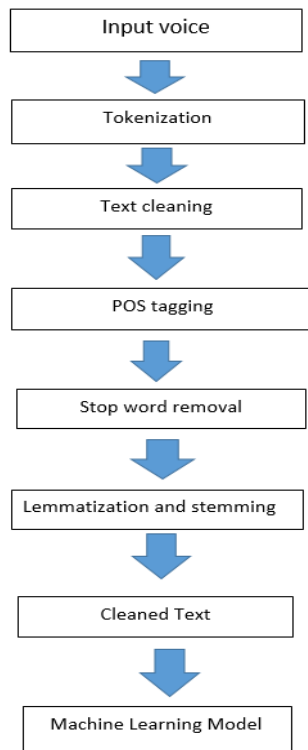 Input voice
Tokenization
Text cleaning
POS tagging
Stop word removal
Lemmatization and stemming
Cleaned Text
Machine Learning Model